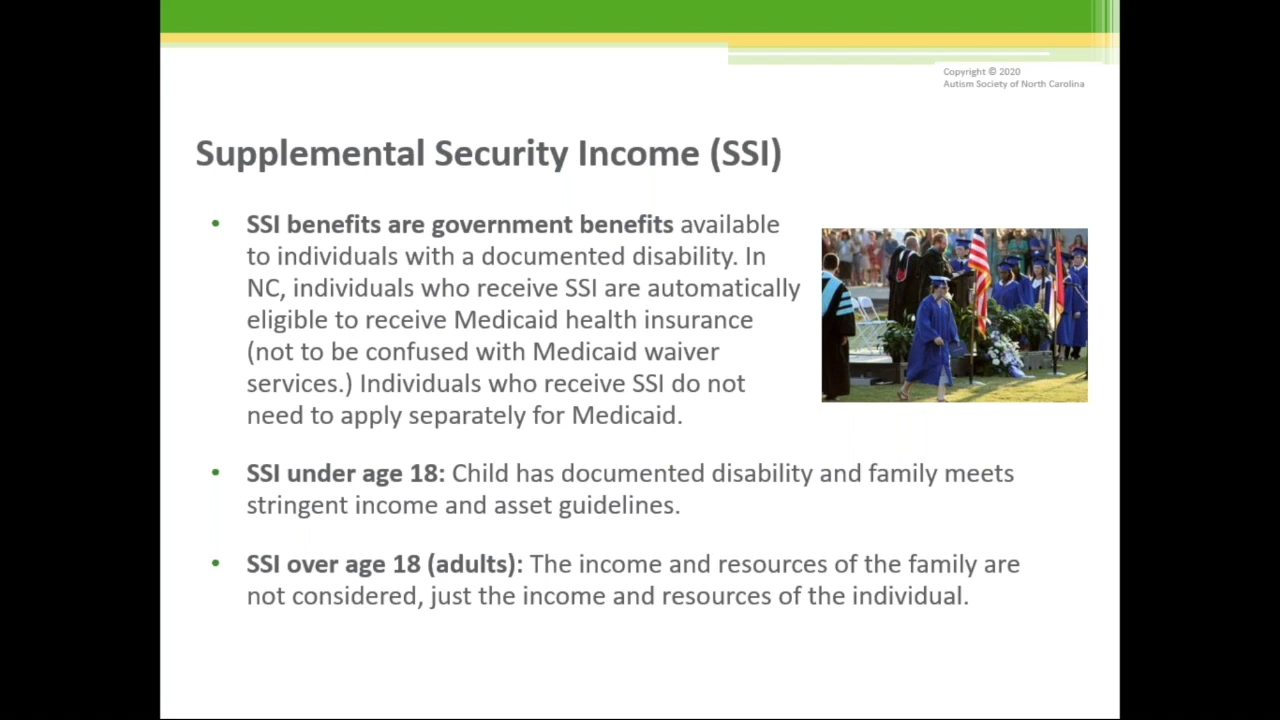 Copyright © 2020
Autism Society of North Carolina
Supplemental Security Income (SSI)
• SSI benefits are government benefits available
to individuals with a documented disability. In
NC, individuals who receive SSI are automatically
eligible to receive Medicaid health insurance
(not to be confused with Medicaid waiver
services.) Individuals who receive SSI do not
need to apply separately for Medicaid.
• SSI under age 18: Child has documented disability and family meets
stringent income and asset guidelines.
• SSI over age 18 (adults): The income and resources of the family are
not considered, just the income and resources of the individual.